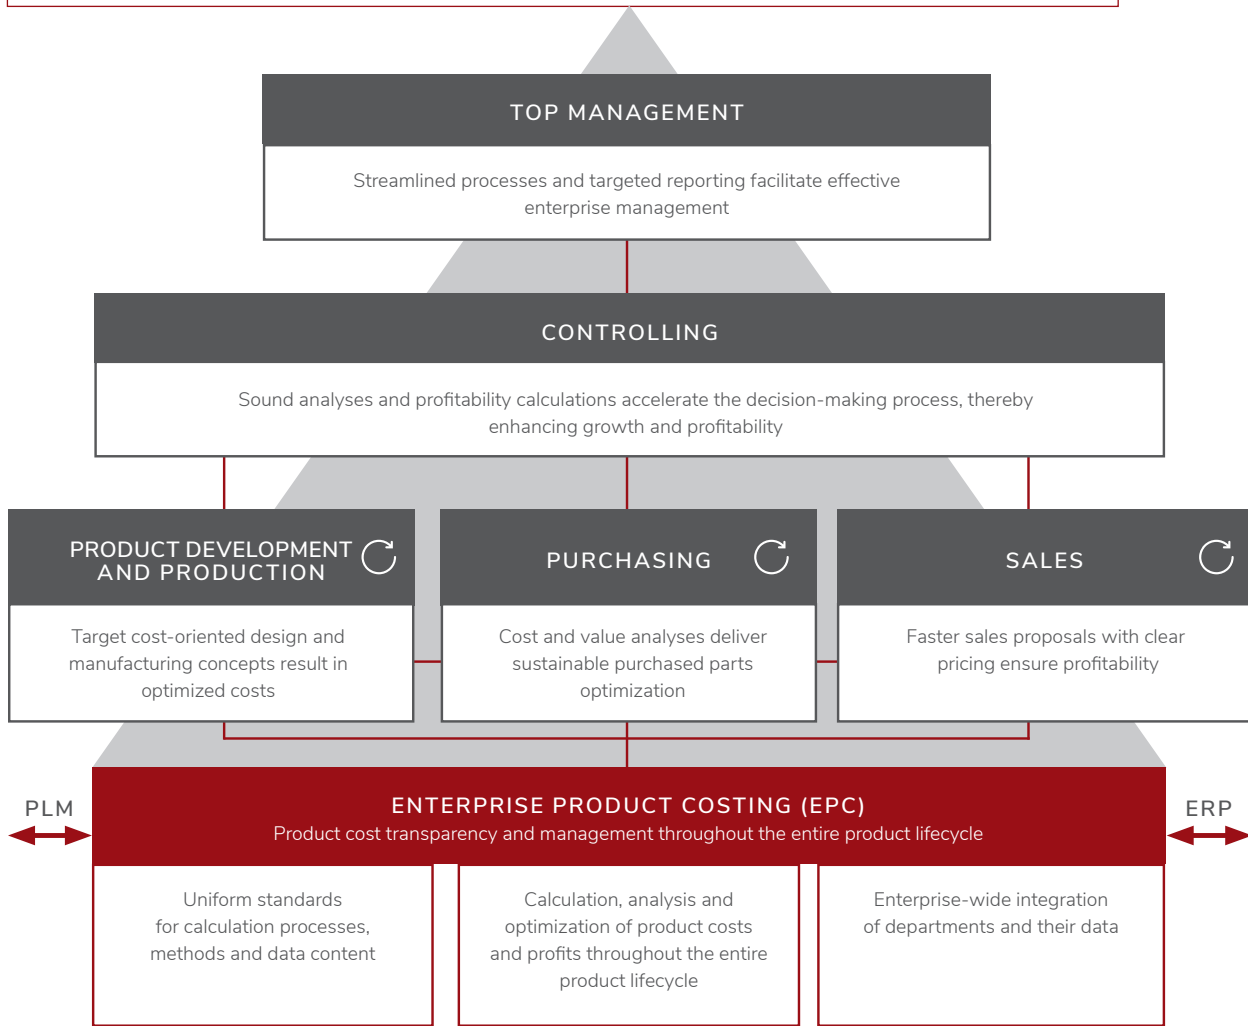 TOP MANAGEMENT
Streamlined processes and targeted reporting facilitate effective
enterprise management
CONTROLLING
Sound analyses and profitability calculations accelerate the decision-making process, thereby
enhancing growth and profitability
PRODUCT DEVELOPMENT
AND PRODUCTION
Target cost-oriented design and
manufacturing concepts result in
optimized costs
PURCHASING
Cost and value analyses deliver
sustainable purchased parts
optimization
SALES
Faster sales proposals with clear
pricing ensure profitability
PLM
ENTERPRISE PRODUCT COSTING (EPC)
Product cost transparency and management throughout the entire product lifecycle
ERP
Uniform standards
for calculation processes,
methods and data content
Calculation, analysis and
optimization of product costs
and profits throughout the entire
product lifecycle
Enterprise-wide integration
of departments and their data